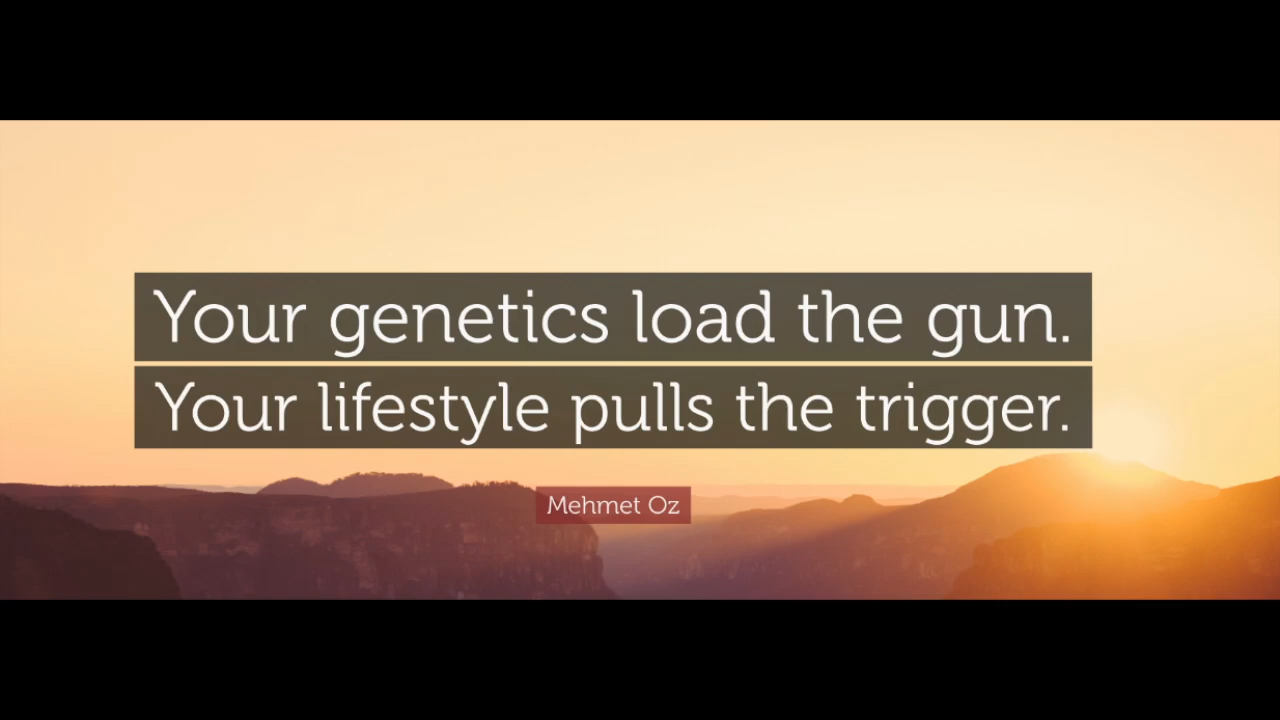 Your genetics load the gun.
Your lifestyle pulls the trigger.
Mehmet Oz